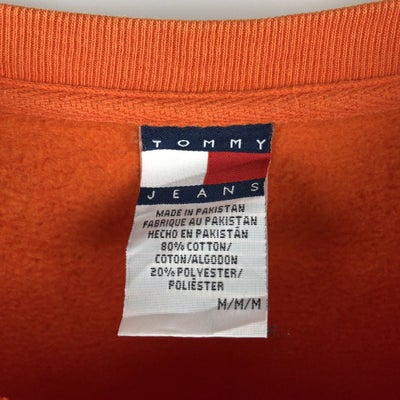 TOMMY
JEANS
MADE IN PAKISTAN
FABRIQUE AU PAKISTAN
HECHO EN PAKISTÁN
80% COTTON/
COTON/ALGODON
20% POLYESTER/
POLIÉSTER
M/M/M